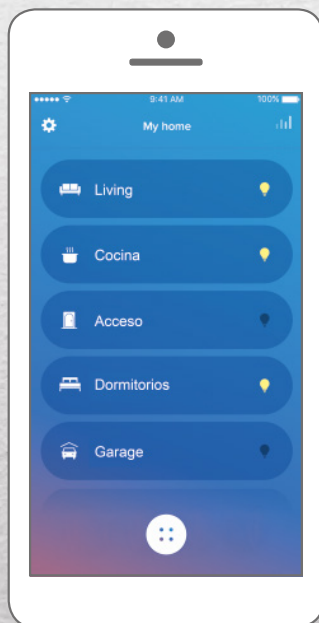 9:41 AM
100%
My home
Living
Cocina
Acceso
Dormitorios
Garage